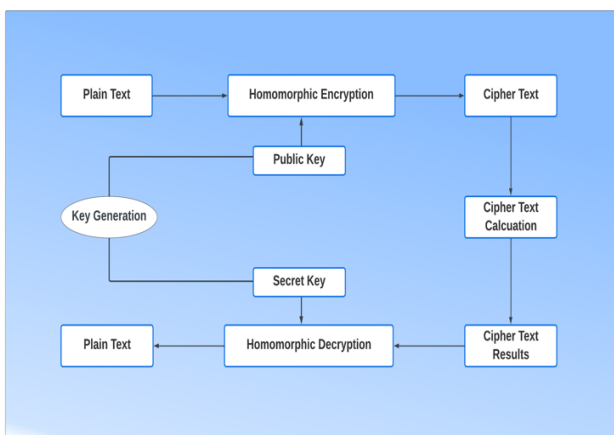 Plain Text
Homomorphic Encryption
Cipher Text
Public Key
Key Generation
Cipher Text
Calcuation
Secret Key
Plain Text
Homomorphic Decryption
Cipher Text
Results